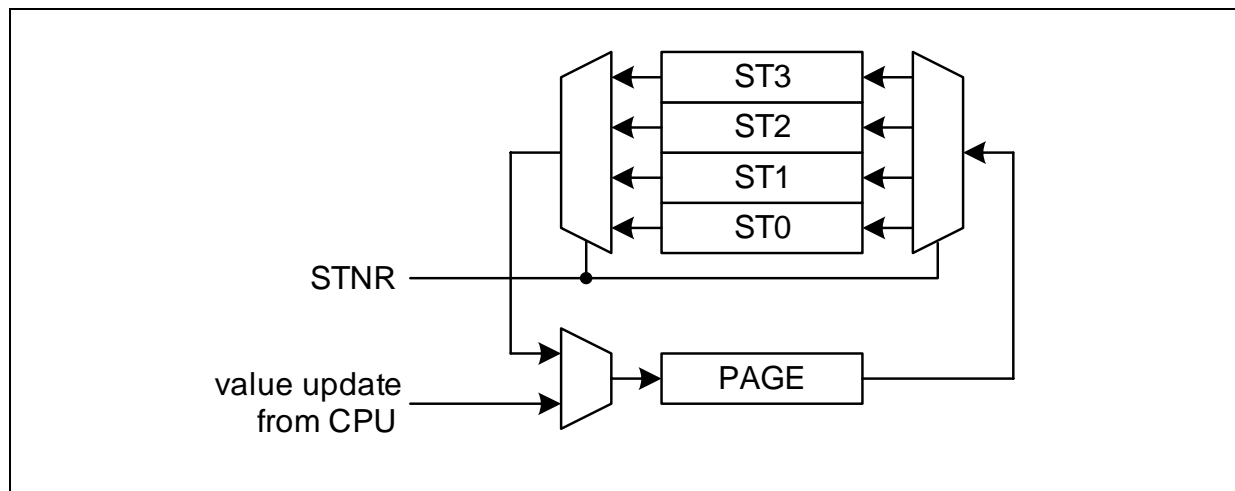 ST3
ST2
ST1
ST0
STNR
PAGE
value update
from CPU